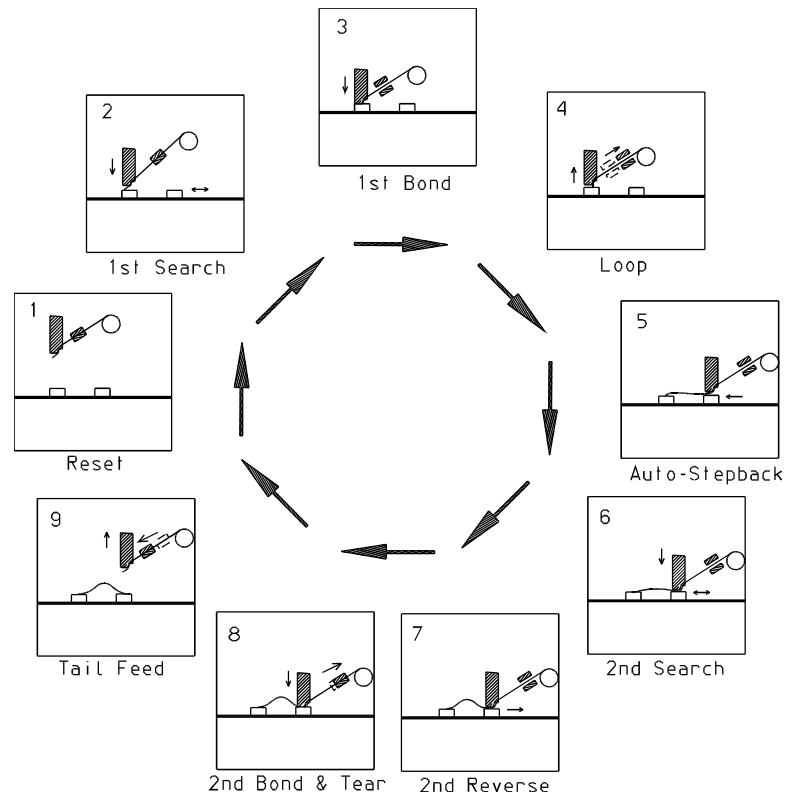 1
Reset
2
1st Search
3
1st Bond
4
Loop
5
Auto-Stepback
6
2nd Search
7
2nd Reverse
8
2nd Bond & Tear
9
Tail Feed